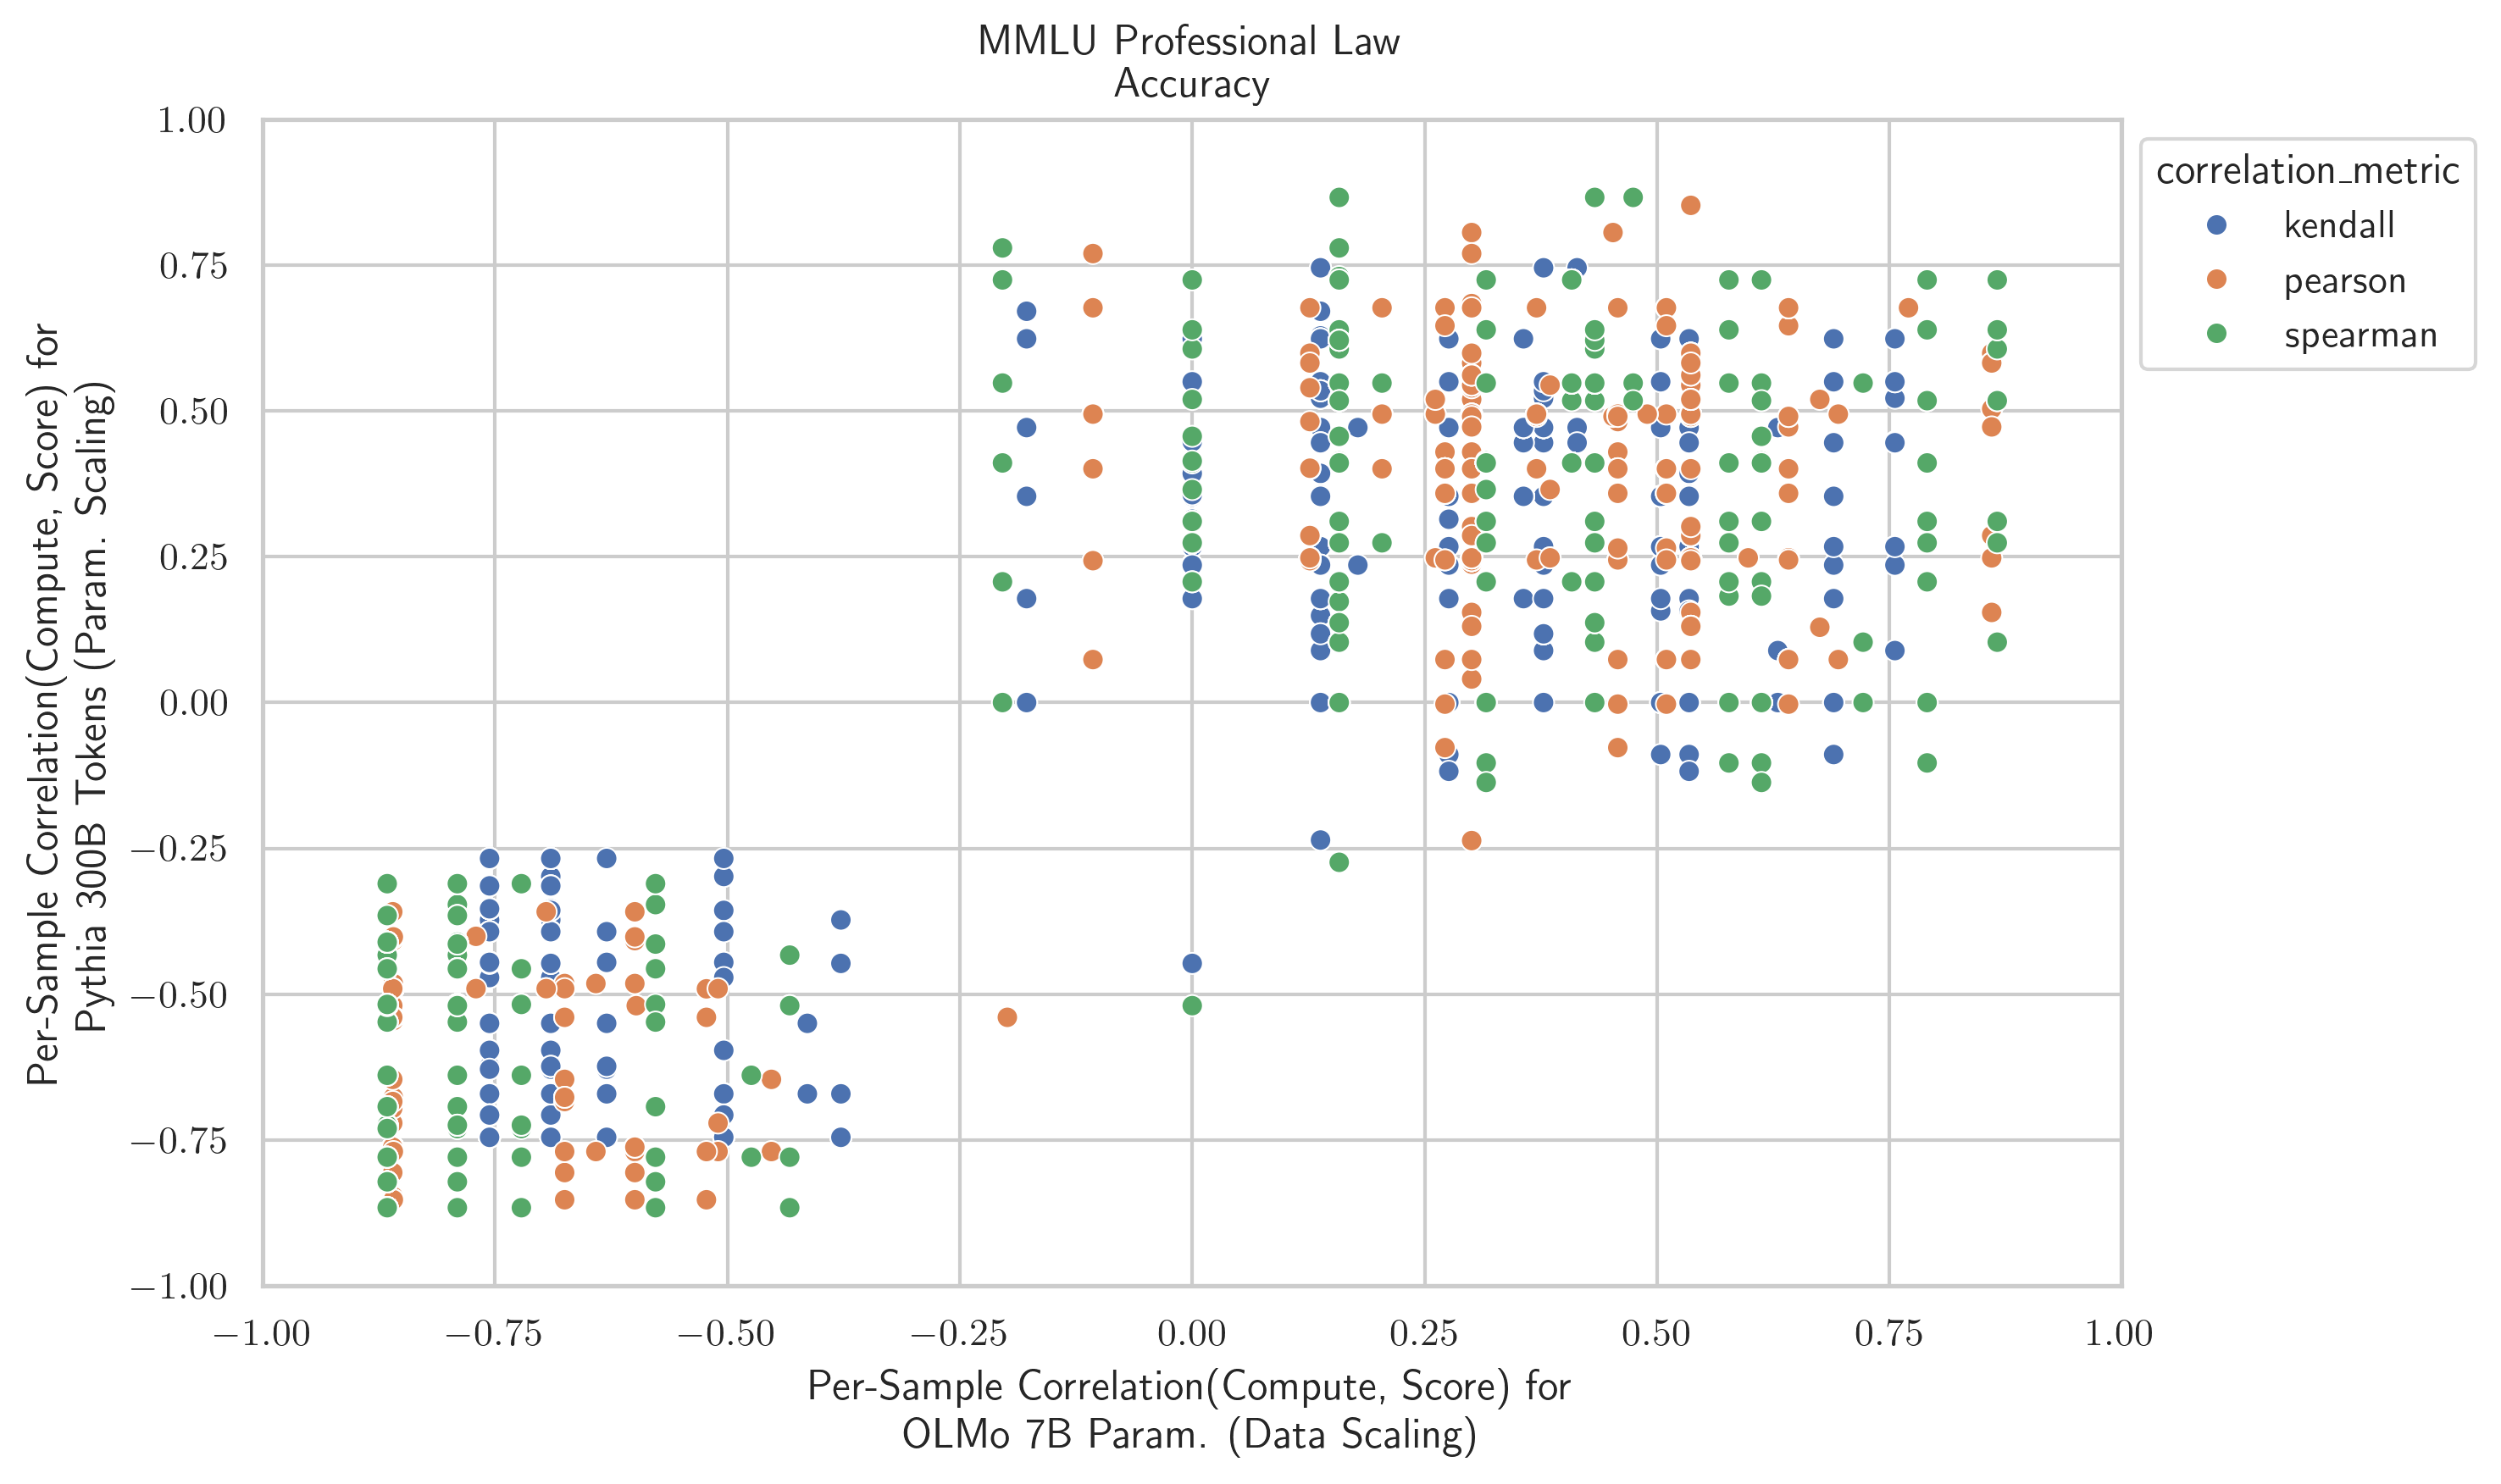 MMLU Professional Law
Accuracy
Per-Sample Correlation(Compute, Score) for
Pythia 300B Tokens (Param. Scaling)
1.00
0.75
0.50
0.25
0.00
−0.25
−0.50
−0.75
−1.00
−1.00
−0.75
−0.50
−0.25
0.00
0.25
0.50
0.75
1.00
Per-Sample Correlation(Compute, Score) for
OLMo 7B Param. (Data Scaling)
correlation_metric
kendall
pearson
spearman